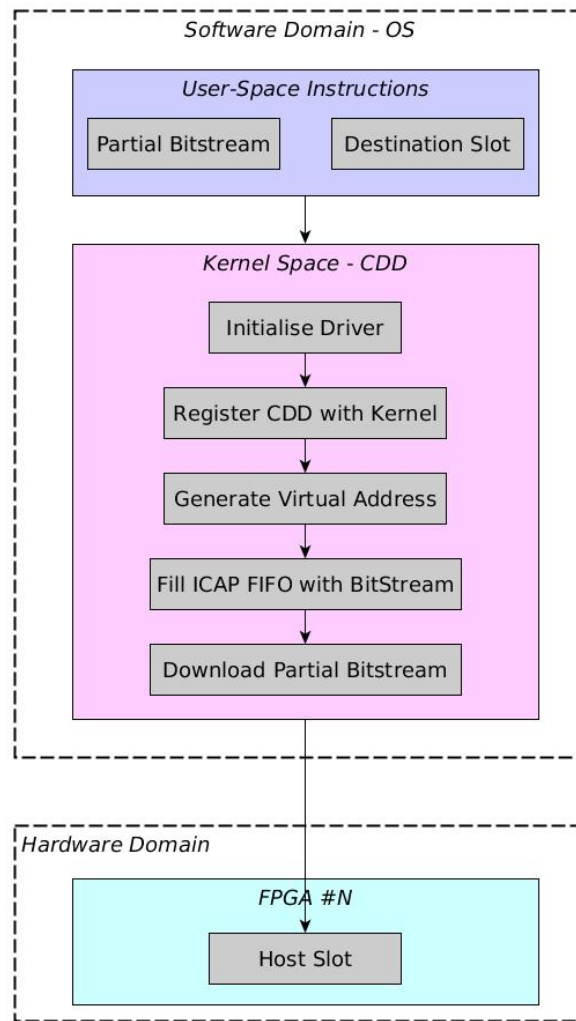 Software Domain - OS
User-Space Instructions
Partial Bitstream
Destination Slot
Kernel Space - CDD
Initialise Driver
Register CDD with Kernel
Generate Virtual Address
Fill ICAP FIFO with BitStream
Download Partial Bitstream
Hardware Domain
FPGA #N
Host Slot